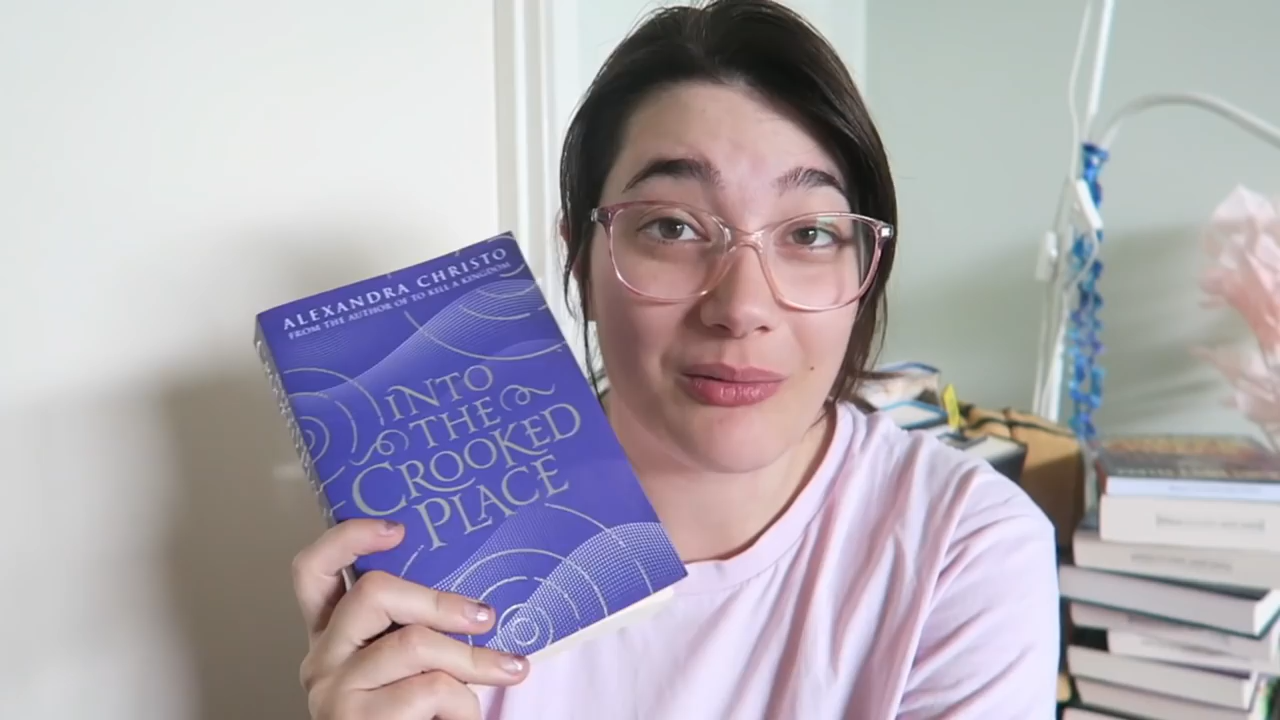 ALEXANDRA CHRISTO
FROM THE AUTHOR OF TO KILL A KINGDOM
INTO
THE
CROOKED
PLACE